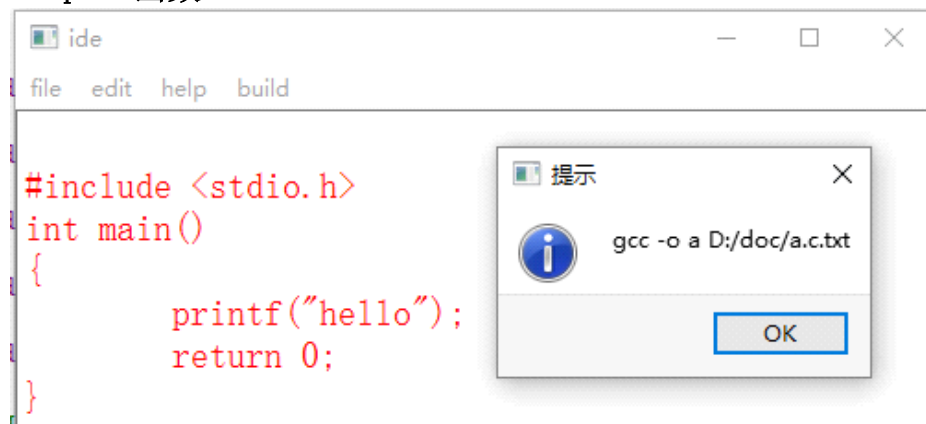 ide
file edit help build
#include <stdio.h>
int main()
{
printf("hello");
return 0;
}
提示
gcc -o a D:/doc/a.c.txt
OK